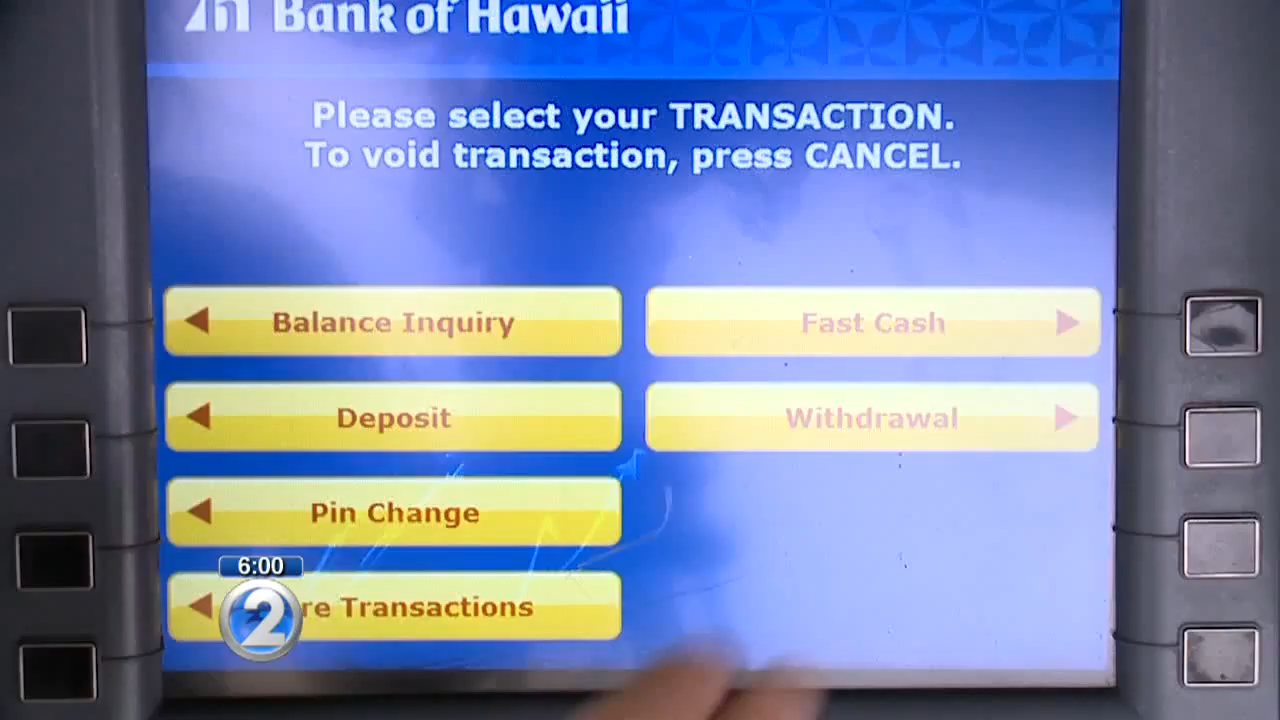 Bank of Hawaii
Please select your TRANSACTION.
To void transaction, press CANCEL.
Balance Inquiry
Fast Cash
Deposit
Withdrawal
Pin Change
6:00
2
re Transactions